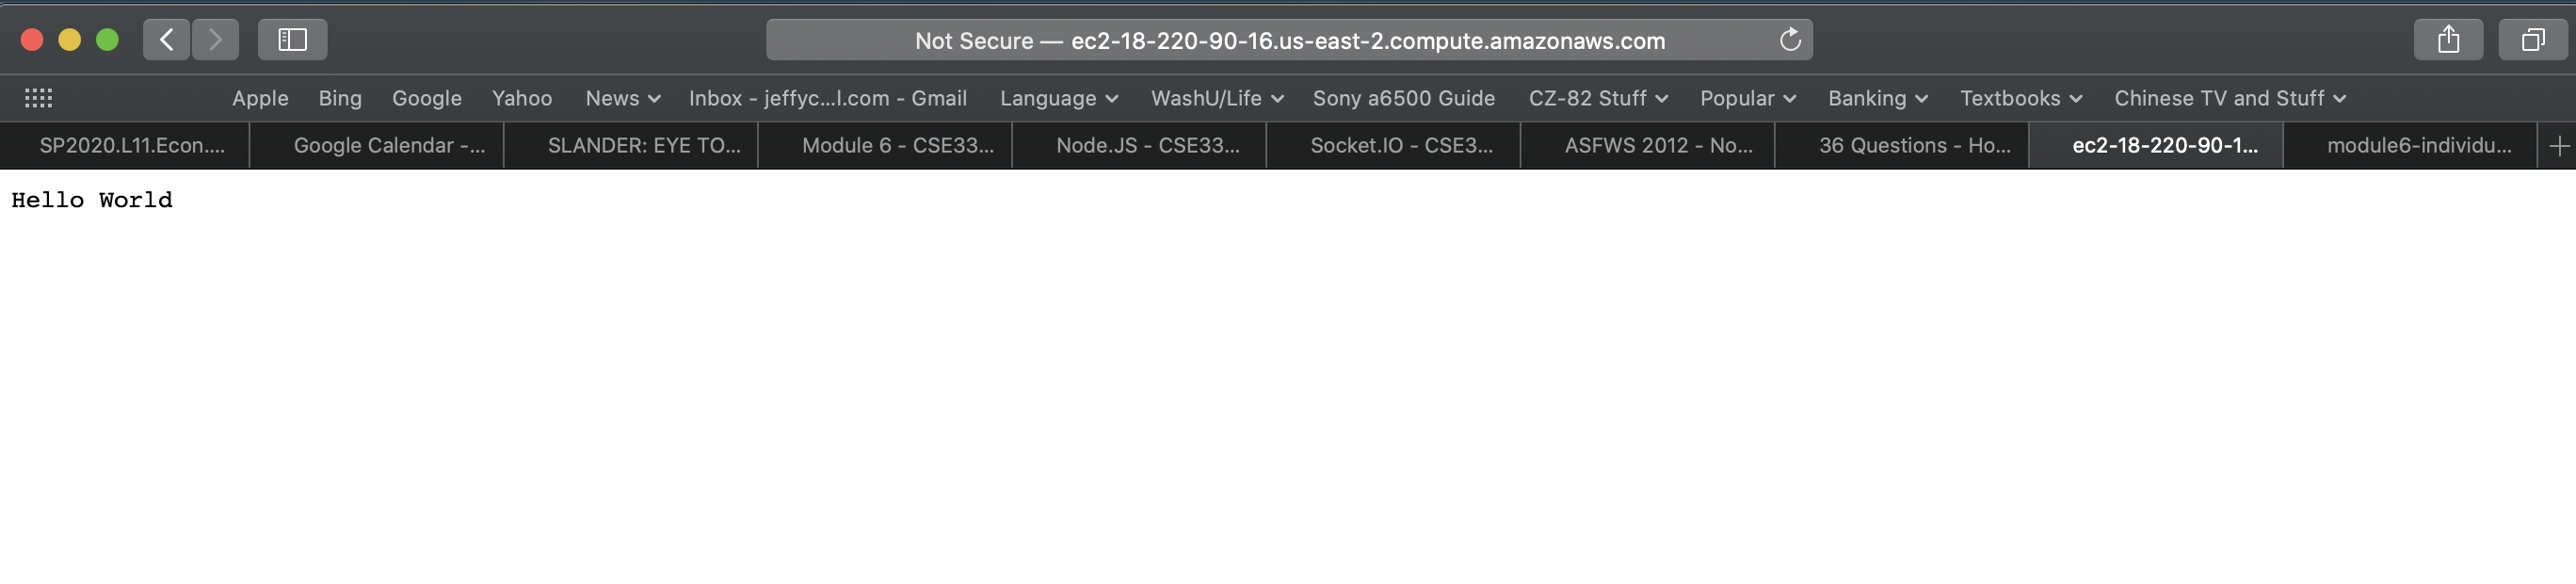 Not Secure — ec2-18-220-90-16.us-east-2.compute.amazonaws.com
Apple Bing Google Yahoo News Inbox - jeffyc...l.com - Gmail Language WashU/Life Sony a6500 Guide CZ-82 Stuff Popular Banking Textbooks Chinese TV and Stuff
SP2020.L11.Econ.... Google Calendar -... SLANDER: EYE TO... Module 6 - CSE33... Node.JS - CSE33... Socket.IO - CSE3... ASFWS 2012 - No... 36 Questions - Ho... ec2-18-220-90-1... module6-individu...
Hello World